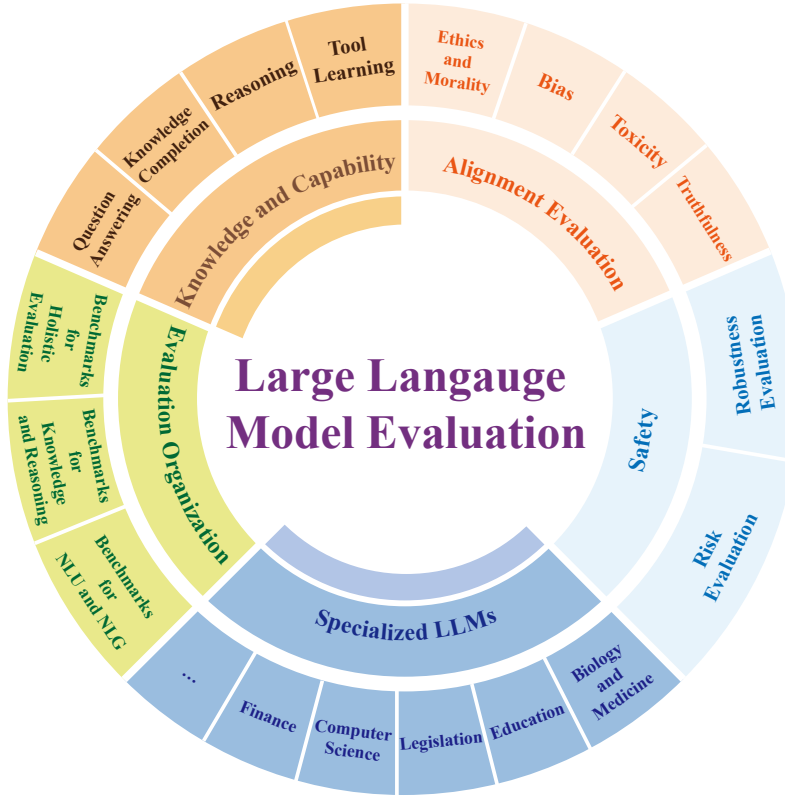 Large Langauge
Model Evaluation
Knowledge and Capability
Question
Answering
Knowledge
Completion
Reasoning
Tool
Learning
Alignment Evaluation
Ethics
and
Morality
Bias
Toxicity
Truthfulness
Safety
Robustness
Evaluation
Risk
Evaluation
Specialized LLMs
Biology
and
Medicine
Education
Legislation
Computer
Science
Finance
...
Evaluation Organization
Benchmarks
for
NLU and NLG
Benchmarks
for
Knowledge
and Reasoning
Benchmarks
for
Holistic
Evaluation